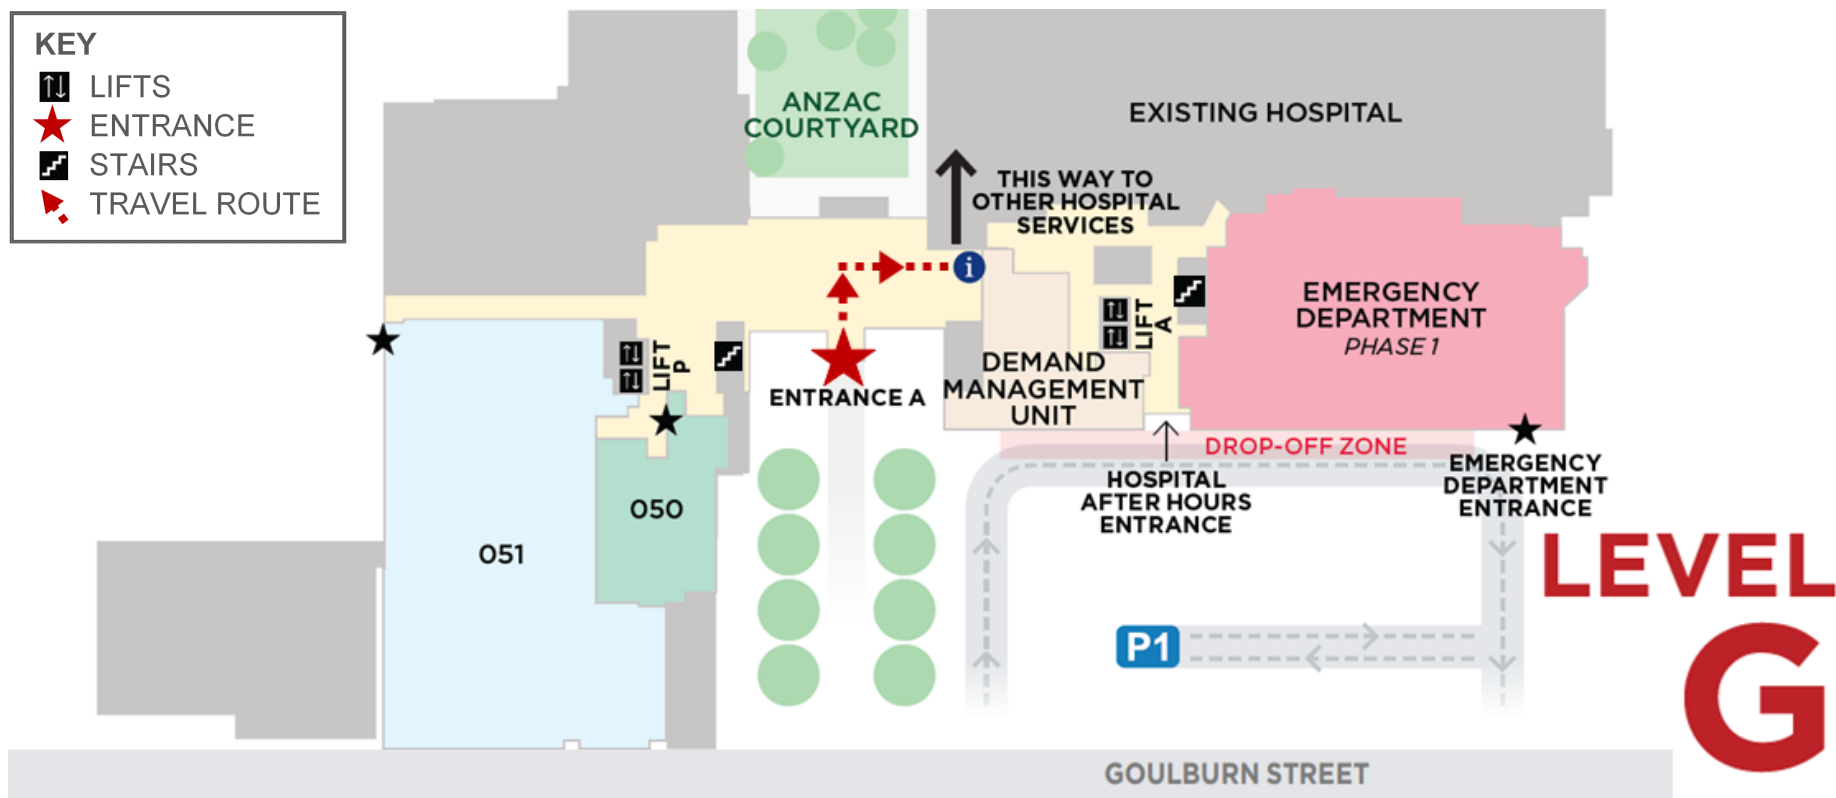 KEY
LIFTS
ENTRANCE
STAIRS
TRAVEL ROUTE
ANZAC
COURTYARD
EXISTING HOSPITAL
THIS WAY TO
OTHER HOSPITAL
SERVICES
i
EMERGENCY
DEPARTMENT
PHASE 1
LIFT
A
LIFT
P
DEMAND
MANAGEMENT
UNIT
ENTRANCE A
DROP-OFF ZONE
HOSPITAL
AFTER HOURS
ENTRANCE
EMERGENCY
DEPARTMENT
ENTRANCE
050
051
P1
LEVEL
G
GOULBURN STREET